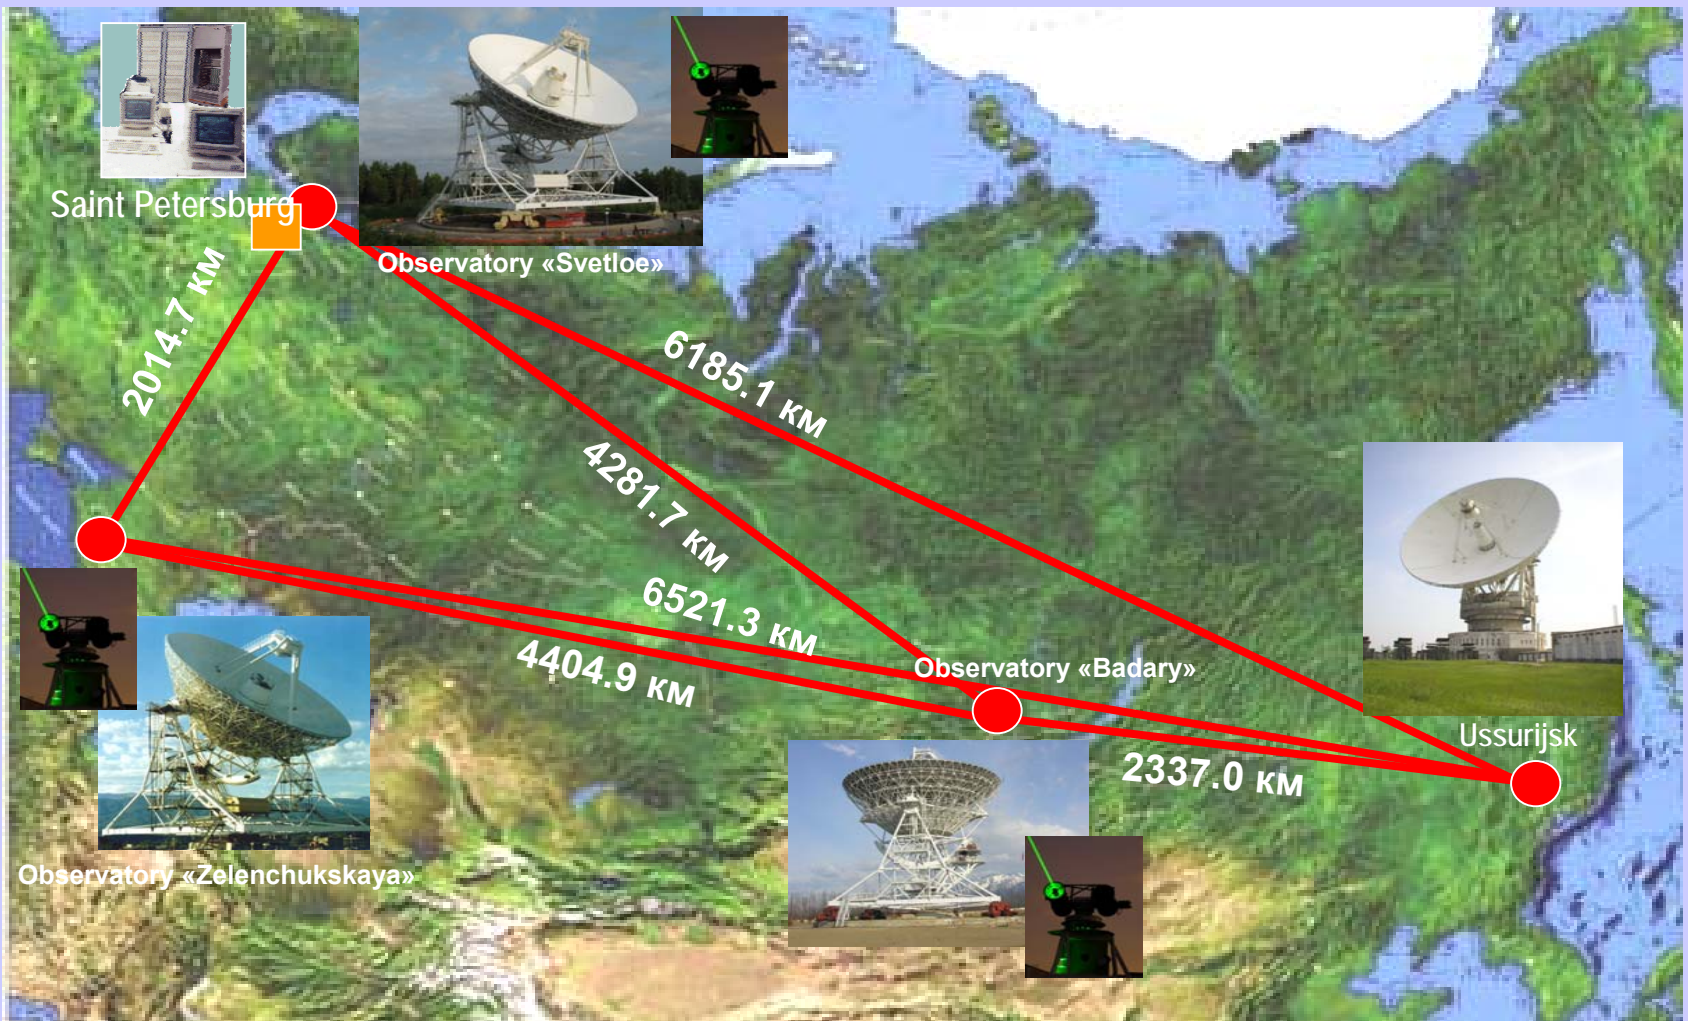 Saint Petersburg
Observatory «Svetloe»
2014.7 км
6185.1 км
4281.7 км
6521.3 км
4404.9 км
Observatory «Badary»
Ussurijsk
2337.0 км
Observatory «Zelenchukskaya»